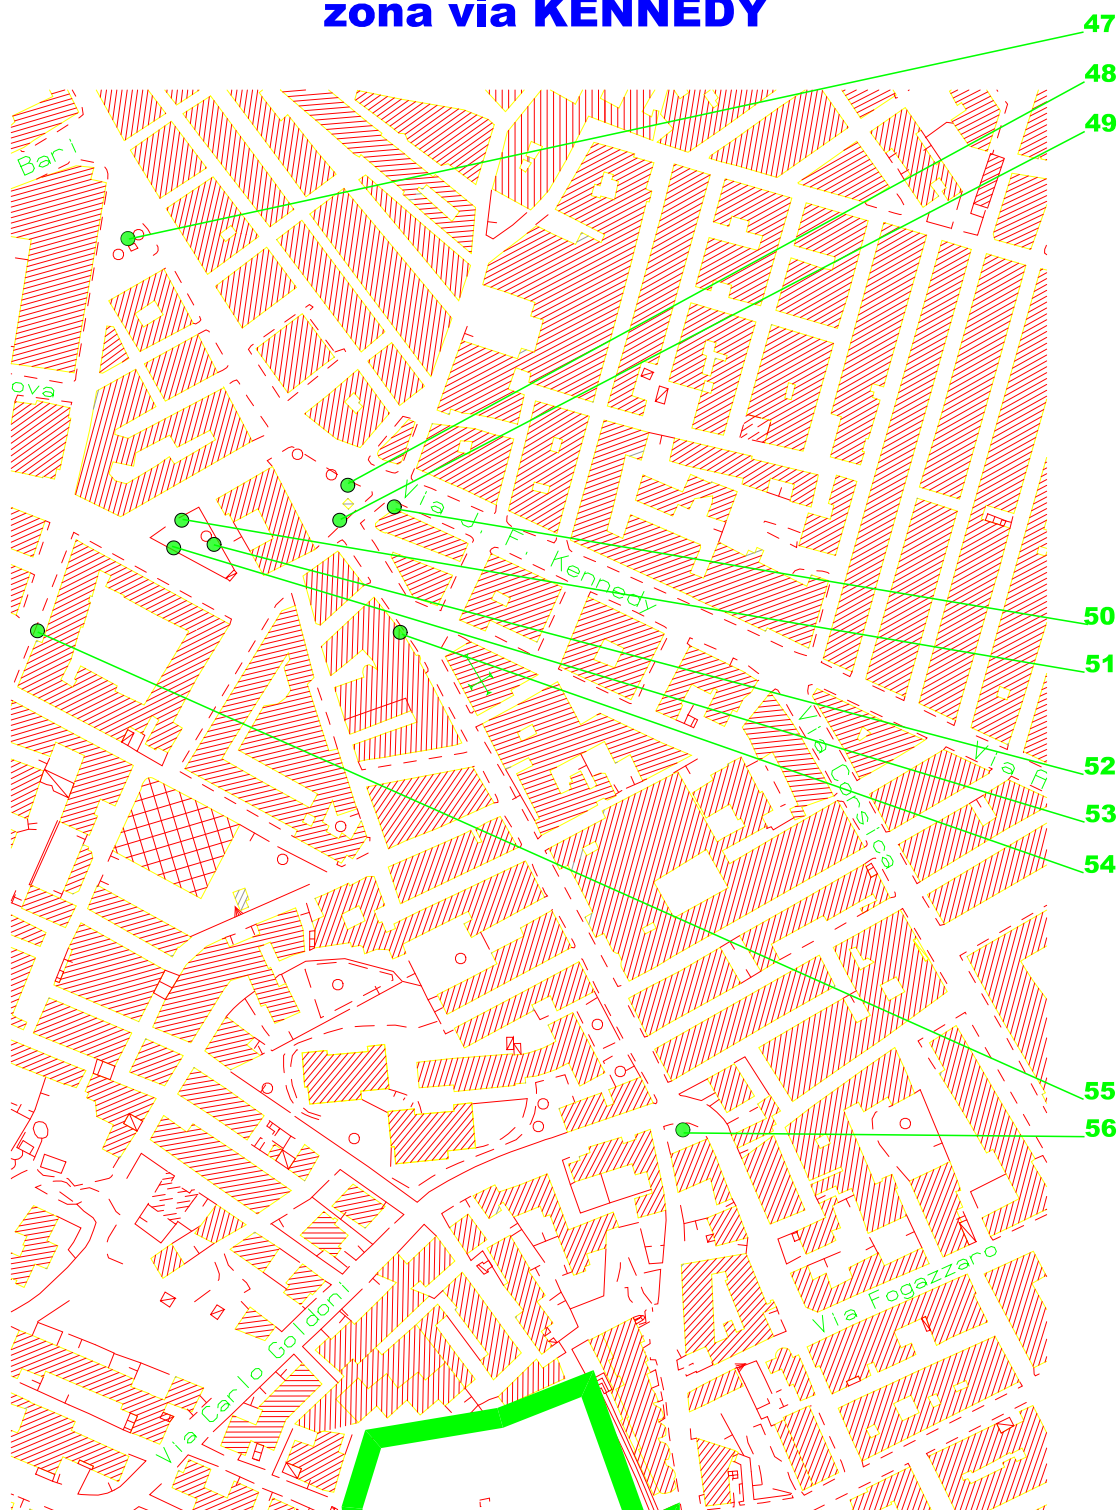 zona via KENNEDY
47
48
49
Bari
ova
Via J. F. Kennedy
50
51
Via Corsica
Via
52
53
54
55
56
Via Fogazzaro
Via Carlo Goldoni